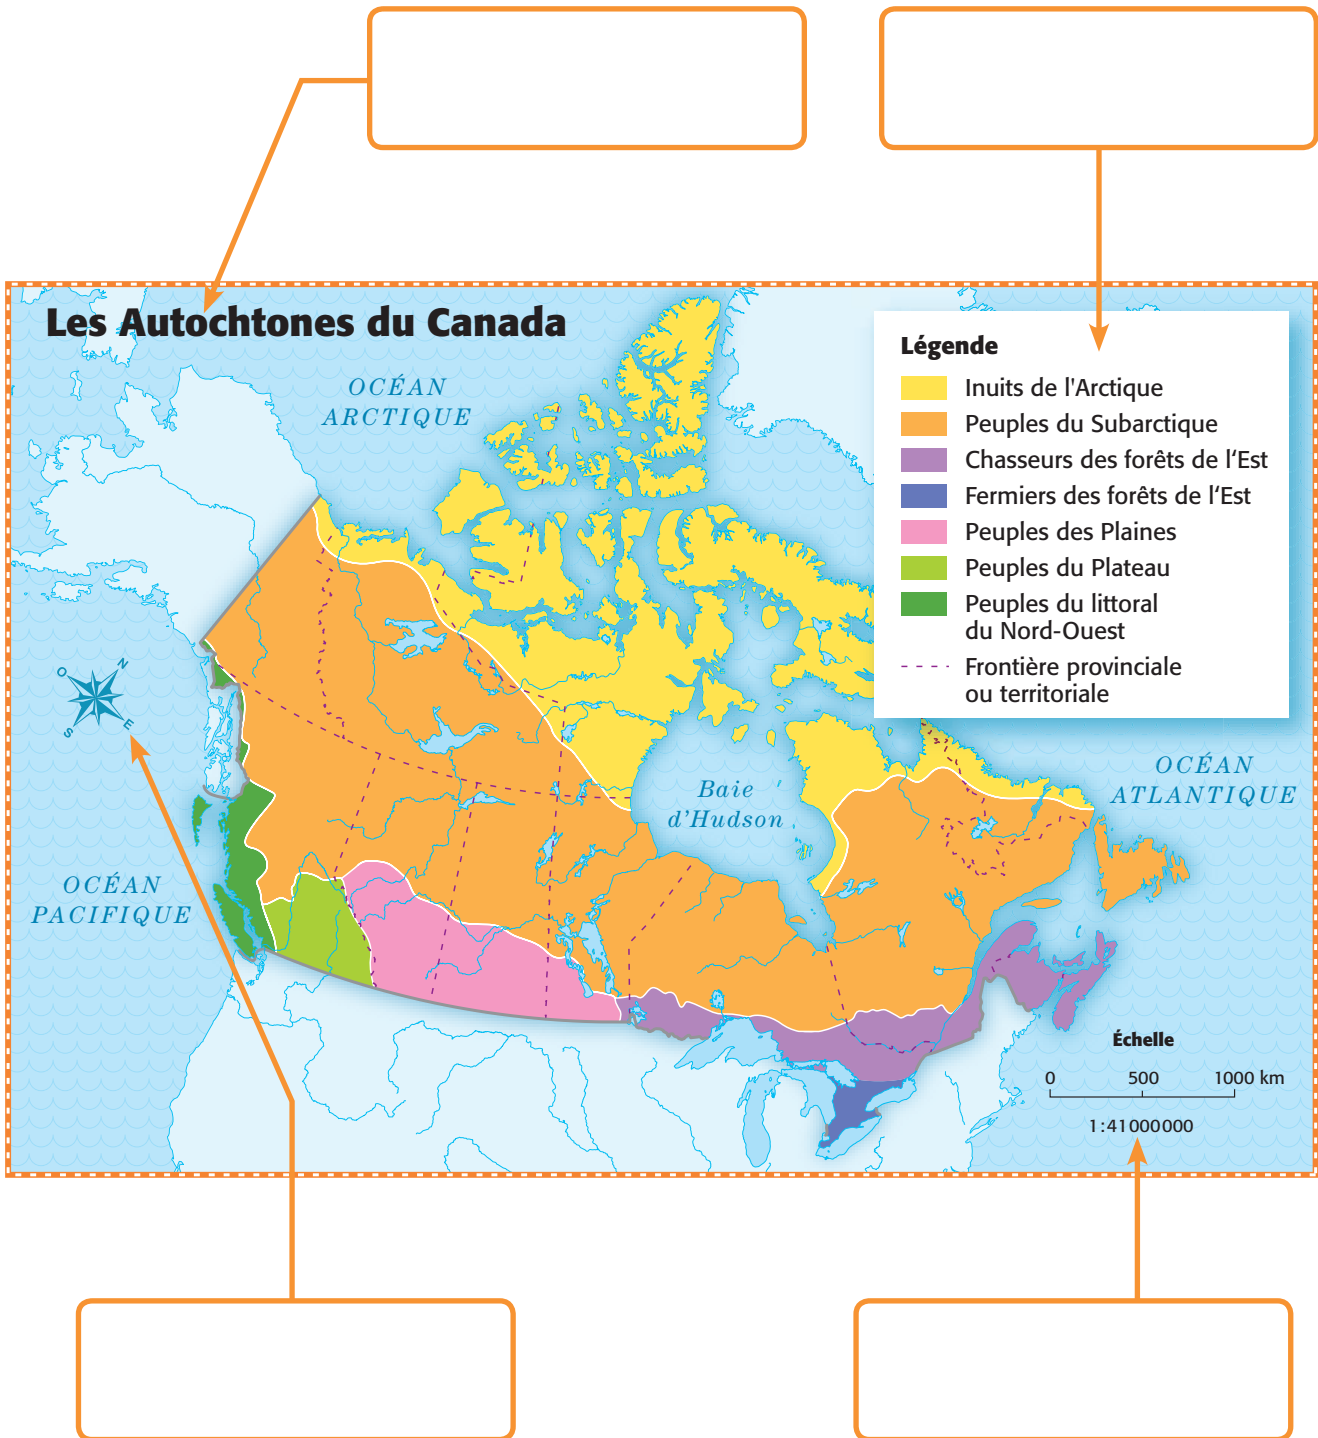 Les Autochtones du Canada
OCÉAN
ARCTIQUE
Légende
Inuits de l'Arctique
Peuples du Subarctique
Chasseurs des forêts de l'Est
Fermiers des forêts de l'Est
Peuples des Plaines
Peuples du Plateau
Peuples du littoral
du Nord-Ouest
Frontière provinciale
ou territoriale
N
O
S
E
Baie
d'Hudson
OCÉAN
ATLANTIQUE
OCÉAN
PACIFIQUE
Échelle
0 500 1000 km
1:41000000